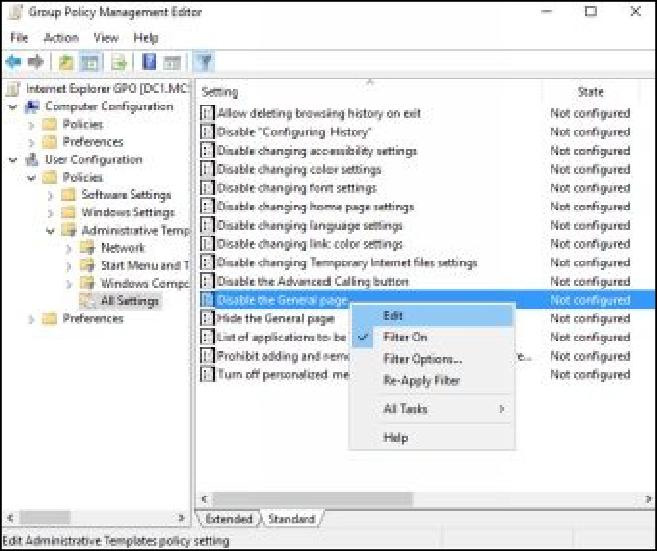 Group Policy Management Editor
File Action View Help
Internet Explorer GPO [DC1.MC
Computer Configuration
Policies
Preferences
User Configuration
Policies
Software Settings
Windows Settings
Administrative Temp
Network
Start Menu and T
Windows Compc
All Settings
Preferences
Setting State
Allow deleting browsing history on exit Not configured
Disable "Configuring History" Not configured
Disable changing accessibility settings Not configured
Disable changing color settings Not configured
Disable changing font settings Not configured
Disable changing home page settings Not configured
Disable changing language settings Not configured
Disable changing link color settings Not configured
Disable changing Temporary Internet files settings Not configured
Disable the Advanced Calling button Not configured
Disable the General page Not configured
Hide the General page Not configured
List of applications to be Not configured
Prohibit adding and remo e... Not configured
Turn off personalized me Not configured
Edit
Filter On
Filter Options...
Re-Apply Filter
All Tasks
Help
Extended Standard
Edit Administrative Templates policy setting